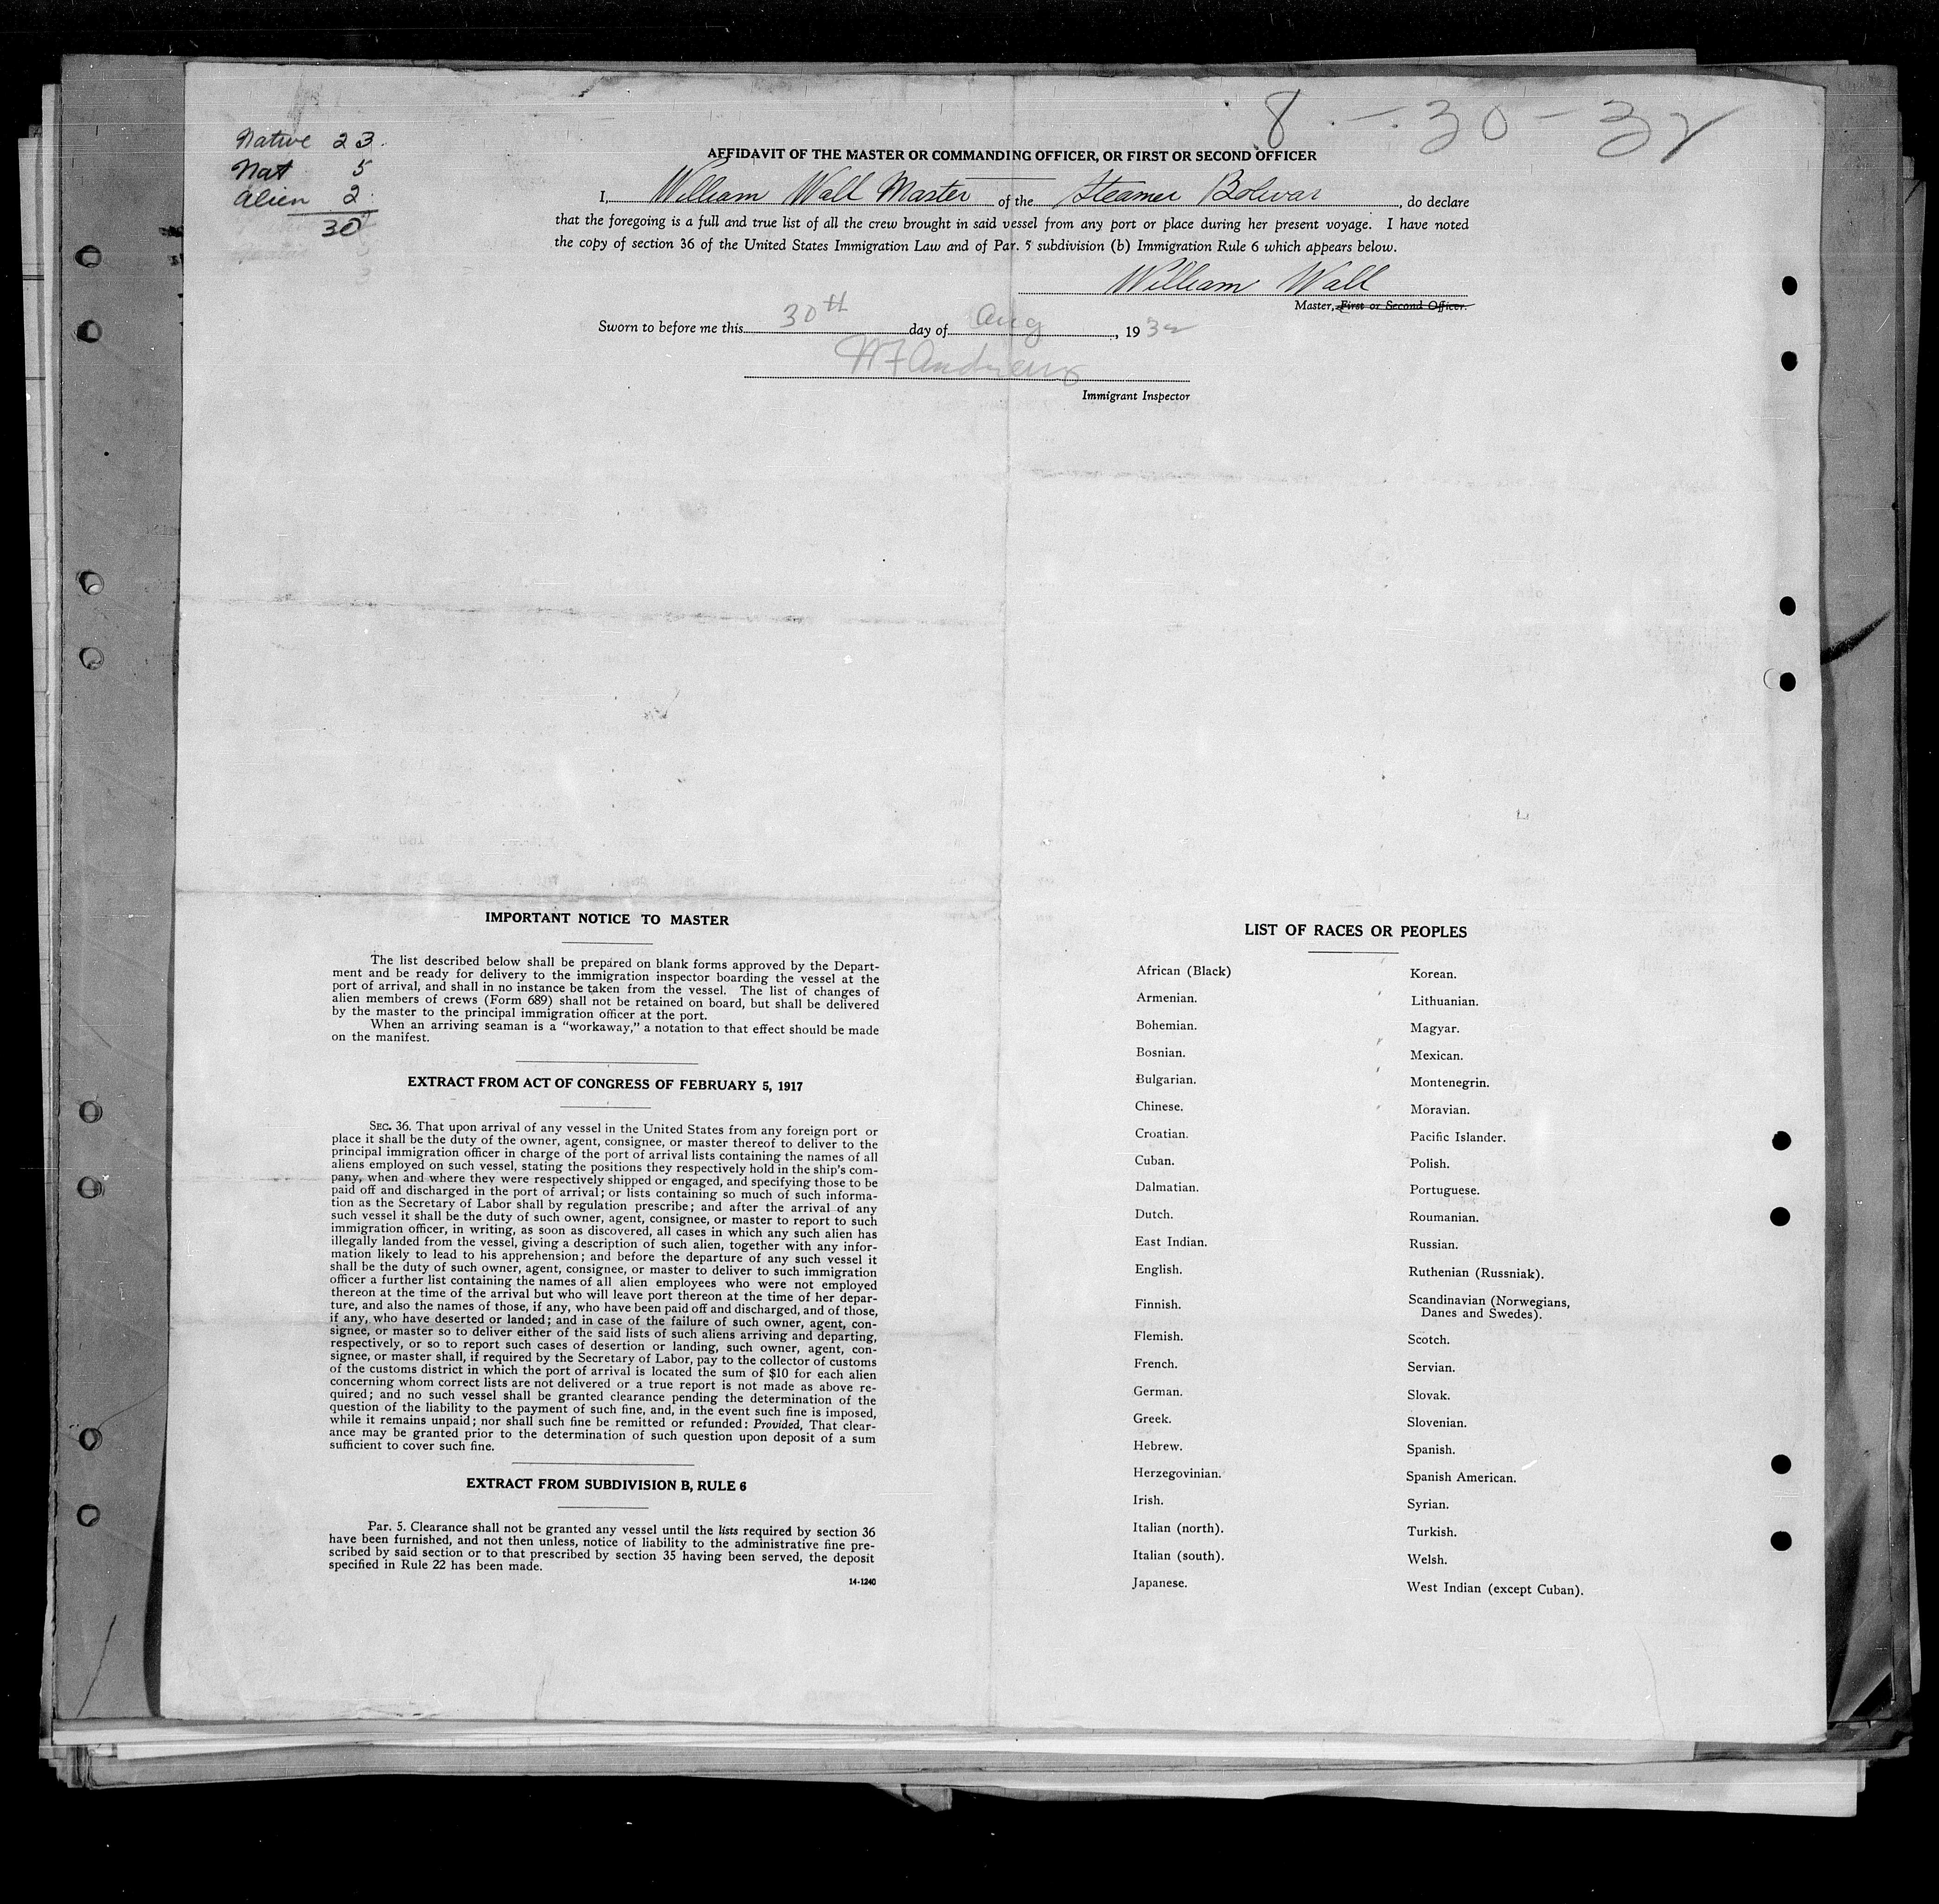 8-30-32
Native 23.
Nat 5
Alien 2
30
AFFIDAVIT OF THE MASTER OR COMMANDING OFFICER, OR FIRST OR SECOND OFFICER
I, William Wall Master of the Steamer Bolivar, do declare
that the foregoing is a full and true list of all the crew brought in said vessel from any port or place during her present voyage. I have noted
the copy of section 36 of the United States Immigration Law and of Par. 5 subdivision (b) Immigration Rule 6 which appears below.
William Wall
Master, First or Second Officer.
Sworn to before me this 30th day of Aug, 1932
WF Andrews
Immigrant Inspector
IMPORTANT NOTICE TO MASTER
The list described below shall be prepared on blank forms approved by the Depart-
ment and be ready for delivery to the immigration inspector boarding the vessel at the
port of arrival, and shall in no instance be taken from the vessel. The list of changes of
alien members of crews (Form 689) shall not be retained on board, but shall be delivered
by the master to the principal immigration officer at the port.
When an arriving seaman is a "workaway," a notation to that effect should be made
on the manifest.
EXTRACT FROM ACT OF CONGRESS OF FEBRUARY 5, 1917
SEC. 36. That upon arrival of any vessel in the United States from any foreign port or
place it shall be the duty of the owner, agent, consignee, or master thereof to deliver to the
principal immigration officer in charge of the port of arrival lists containing the names of all
aliens employed on such vessel, stating the positions they respectively hold in the ship's com-
pany, when and where they were respectively shipped or engaged, and specifying those to be
paid off and discharged in the port of arrival; or lists containing so much of such informa-
tion as the Secretary of Labor shall by regulation prescribe; and after the arrival of any
such vessel it shall be the duty of such owner, agent, consignee, or master to report to such
immigration officer, in writing, as soon as discovered, all cases in which any such alien has
illegally landed from the vessel, giving a description of such alien, together with any infor-
mation likely to lead to his apprehension; and before the departure of any such vessel it
shall be the duty of such owner, agent, consignee, or master to deliver to such immigration
officer a further list containing the names of all alien employees who were not employed
thereon at the time of the arrival but who will leave port thereon at the time of her depar-
ture, and also the names of those, if any, who have been paid off and discharged, and of those,
if any, who have deserted or landed; and in case of the failure of such owner, agent, con-
signee, or master so to deliver either of the said lists of such aliens arriving and departing,
respectively, or so to report such cases of desertion or landing, such owner, agent, con-
signee, or master shall, if required by the Secretary of Labor, pay to the collector of customs
of the customs district in which the port of arrival is located the sum of $10 for each alien
concerning whom correct lists are not delivered or a true report is not made as above re-
quired; and no such vessel shall be granted clearance pending the determination of the
question of the liability to the payment of such fine, and, in the event such fine is imposed,
while it remains unpaid; nor shall such fine be remitted or refunded: Provided, That clear-
ance may be granted prior to the determination of such question upon deposit of a sum
sufficient to cover such fine.
EXTRACT FROM SUBDIVISION B, RULE 6
Par. 5. Clearance shall not be granted any vessel until the lists required by section 36
have been furnished, and not then unless, notice of liability to the administrative fine pre-
scribed by said section or to that prescribed by section 35 having been served, the deposit
specified in Rule 22 has been made.
14-1240
LIST OF RACES OR PEOPLES
African (Black)
Armenian.
Bohemian.
Bosnian.
Bulgarian.
Chinese.
Croatian.
Cuban.
Dalmatian.
Dutch.
East Indian.
English.
Finnish.
Flemish.
French.
German.
Greek.
Hebrew.
Herzegovinian.
Irish.
Italian (north).
Italian (south).
Japanese.
Korean.
Lithuanian.
Magyar.
Mexican.
Montenegrin.
Moravian.
Pacific Islander.
Polish.
Portuguese.
Roumanian.
Russian.
Ruthenian (Russniak).
Scandinavian (Norwegians,
Danes and Swedes).
Scotch.
Servian.
Slovak.
Slovenian.
Spanish.
Spanish American.
Syrian.
Turkish.
Welsh.
West Indian (except Cuban).